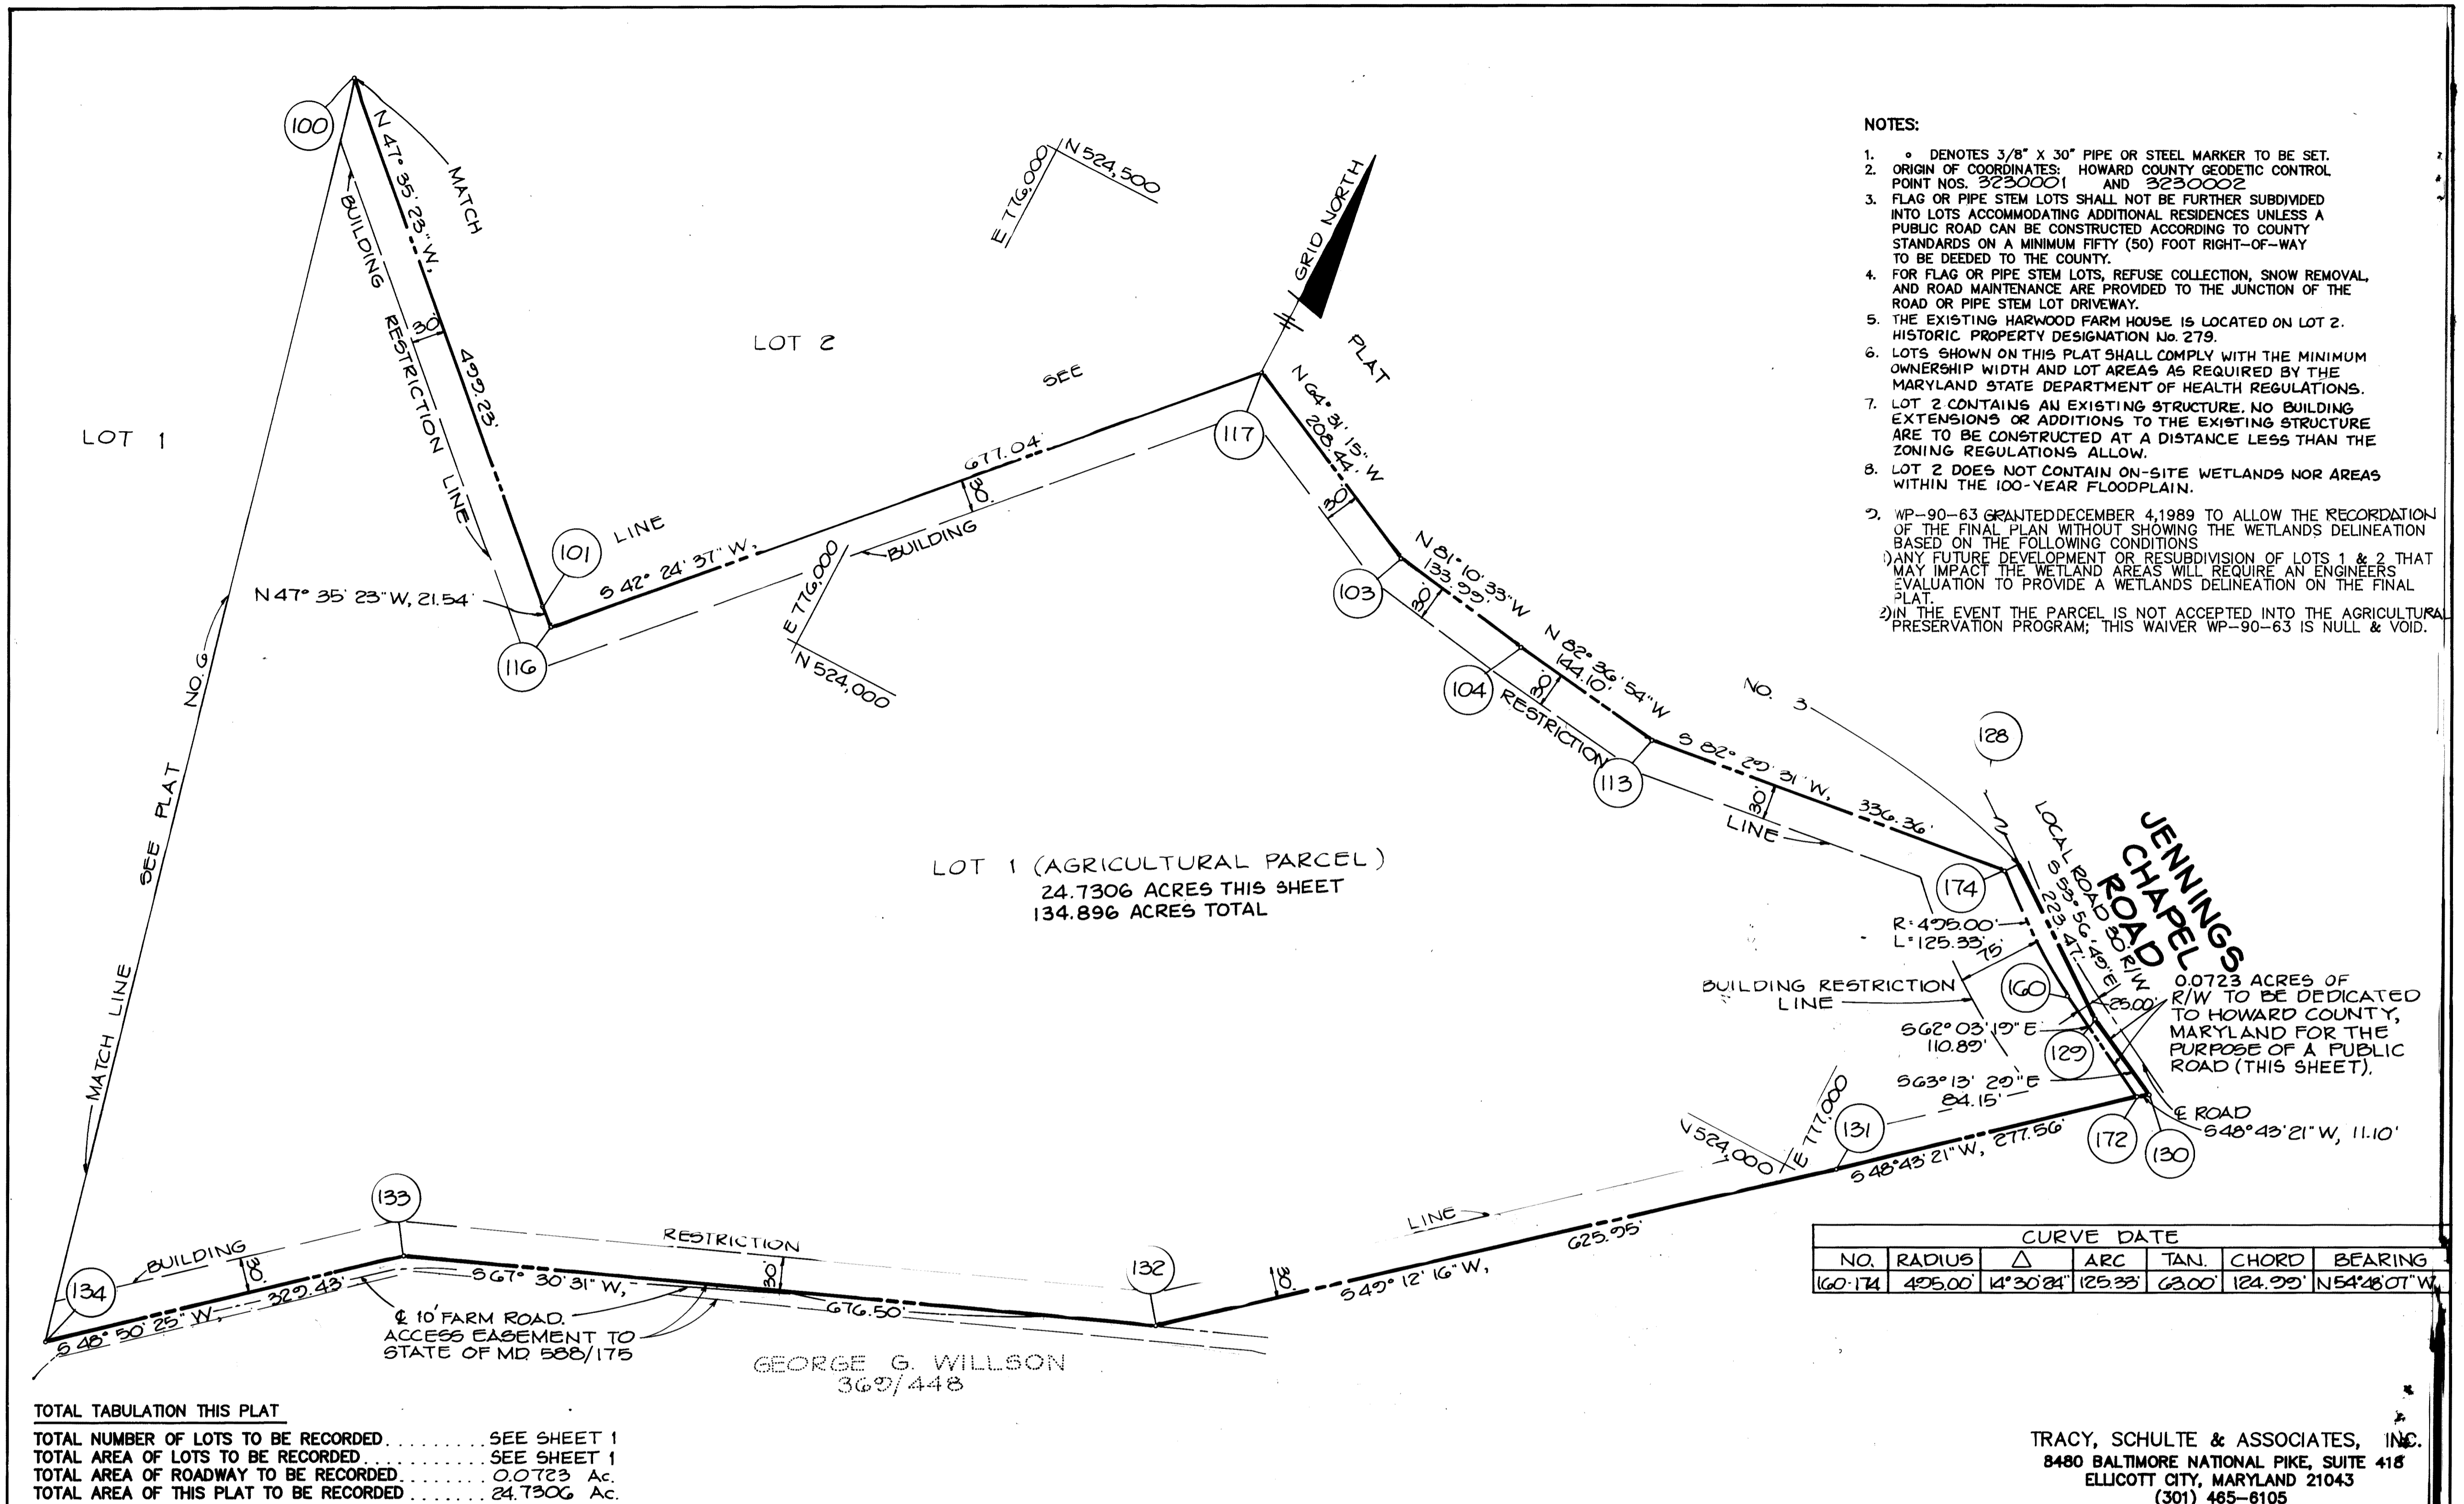 NOTES:
1. o DENOTES 3/8" X 30" PIPE OR STEEL MARKER TO BE SET.
2. ORIGIN OF COORDINATES: HOWARD COUNTY GEODETIC CONTROL
POINT NOS. 3230001 AND 3230002
3. FLAG OR PIPE STEM LOTS SHALL NOT BE FURTHER SUBDIVIDED
INTO LOTS ACCOMMODATING ADDITIONAL RESIDENCES UNLESS A
PUBLIC ROAD CAN BE CONSTRUCTED ACCORDING TO COUNTY
STANDARDS ON A MINIMUM FIFTY (50) FOOT RIGHT-OF-WAY
TO BE DEEDED TO THE COUNTY.
4. FOR FLAG OR PIPE STEM LOTS, REFUSE COLLECTION, SNOW REMOVAL,
AND ROAD MAINTENANCE ARE PROVIDED TO THE JUNCTION OF THE
ROAD OR PIPE STEM LOT DRIVEWAY.
5. THE EXISTING HARWOOD FARM HOUSE IS LOCATED ON LOT 2.
HISTORIC PROPERTY DESIGNATION No. 279.
6. LOTS SHOWN ON THIS PLAT SHALL COMPLY WITH THE MINIMUM
OWNERSHIP WIDTH AND LOT AREAS AS REQUIRED BY THE
MARYLAND STATE DEPARTMENT OF HEALTH REGULATIONS.
7. LOT 2 CONTAINS AN EXISTING STRUCTURE. NO BUILDING
EXTENSIONS OR ADDITIONS TO THE EXISTING STRUCTURE
ARE TO BE CONSTRUCTED AT A DISTANCE LESS THAN THE
ZONING REGULATIONS ALLOW.
8. LOT 2 DOES NOT CONTAIN ON-SITE WETLANDS NOR AREAS
WITHIN THE 100-YEAR FLOODPLAIN.
9. WP-90-63 GRANTED DECEMBER 4,1989 TO ALLOW THE RECORDATION
OF THE FINAL PLAN WITHOUT SHOWING THE WETLANDS DELINEATION
BASED ON THE FOLLOWING CONDITIONS
1)ANY FUTURE DEVELOPMENT OR RESUBDIVISION OF LOTS 1 & 2 THAT
MAY IMPACT THE WETLAND AREAS WILL REQUIRE AN ENGINEERS
EVALUATION TO PROVIDE A WETLANDS DELINEATION ON THE FINAL
PLAT.
2)IN THE EVENT THE PARCEL IS NOT ACCEPTED INTO THE AGRICULTURAL
PRESERVATION PROGRAM; THIS WAIVER WP-90-63 IS NULL & VOID.
100
MATCH
N 47° 35' 23" W,
499.23'
30'
BUILDING RESTRICTION LINE
LOT 1
LOT 2
E 776,000
N 524,500
GRID NORTH
SEE
PLAT
117
677.04'
30'
BUILDING
S 42° 24' 37" W,
LINE
101
N 47° 35' 23" W, 21.54'
116
E 776,000
N 524,000
N 64° 31' 15" W
208.44'
30'
103
N 81° 10' 33" W
133.99'
30'
104
N 82° 36' 54" W
144.10'
30'
RESTRICTION
113
S 82° 29' 31" W, 336.36'
30'
LINE
NO. 3
128
174
LOCAL ROAD 30' R/W
S 53° 56' 49" E
223.47'
JENNINGS
CHAPEL
ROAD
R=495.00'
L=125.33'
75'
BUILDING RESTRICTION
LINE
160
25.00'
S62° 03' 19" E
110.89'
129
0.0723 ACRES OF
R/W TO BE DEDICATED
TO HOWARD COUNTY,
MARYLAND FOR THE
PURPOSE OF A PUBLIC
ROAD (THIS SHEET).
S63° 13' 29" E
84.15'
℄ ROAD
S48° 43' 21" W, 11.10'
172
130
131
S 48° 43' 21" W, 277.56'
N 524,000
E 777,000
LOT 1 (AGRICULTURAL PARCEL)
24.7306 ACRES THIS SHEET
134.896 ACRES TOTAL
MATCH LINE SEE PLAT NO. 6
134
BUILDING
30'
S 48° 50' 25" W, 329.43'
133
RESTRICTION
30'
S 67° 30' 31" W, 676.50'
132
30'
LINE
S49° 12' 16" W, 625.95'
℄ 10' FARM ROAD.
ACCESS EASEMENT TO
STATE OF MD. 588/175
GEORGE G. WILLSON
369/448
CURVE DATE
NO. RADIUS △ ARC TAN. CHORD BEARING
160-174 495.00' 14°30'24" 125.33' 63.00' 124.99' N54°48'07"W
TOTAL TABULATION THIS PLAT
TOTAL NUMBER OF LOTS TO BE RECORDED ......... SEE SHEET 1
TOTAL AREA OF LOTS TO BE RECORDED ........... SEE SHEET 1
TOTAL AREA OF ROADWAY TO BE RECORDED ........ 0.0723 Ac.
TOTAL AREA OF THIS PLAT TO BE RECORDED ....... 24.7306 Ac.
TRACY, SCHULTE & ASSOCIATES, INC.
8480 BALTIMORE NATIONAL PIKE, SUITE 418
ELLICOTT CITY, MARYLAND 21043
(301) 465-6105